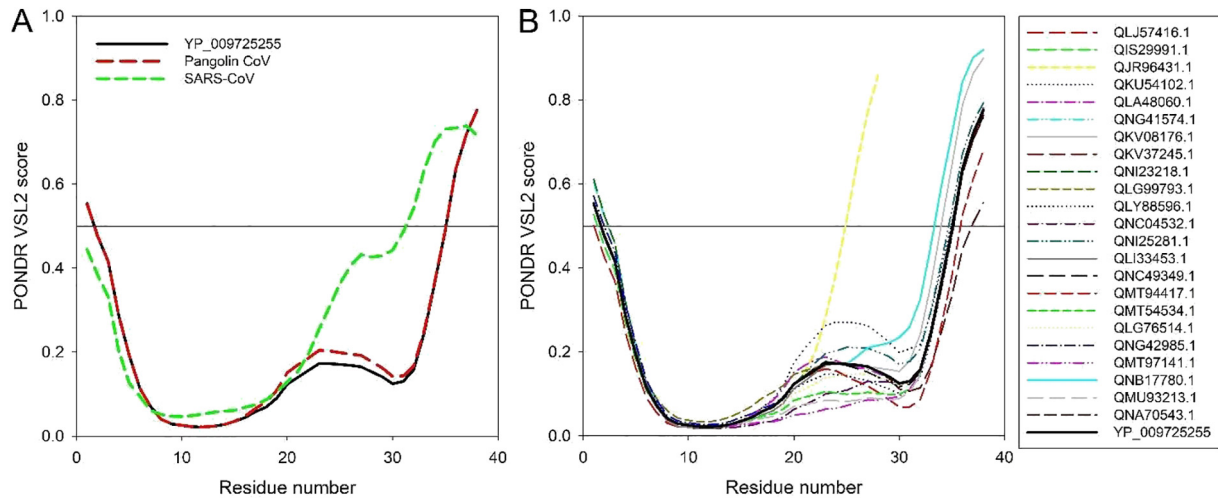 A
PONDR VSL2 score
1.0
0.8
0.6
0.4
0.2
0.0
YP_009725255
Pangolin CoV
SARS-CoV
0 10 20 30 40
Residue number
B
PONDR VSL2 score
1.0
0.8
0.6
0.4
0.2
0.0
0 10 20 30 40
Residue number
QLJ57416.1
QIS29991.1
QJR96431.1
QKU54102.1
QLA48060.1
QNG41574.1
QKV08176.1
QKV37245.1
QNI23218.1
QLG99793.1
QLY88596.1
QNC04532.1
QNI25281.1
QLI33453.1
QNC49349.1
QMT94417.1
QMT54534.1
QLG76514.1
QNG42985.1
QMT97141.1
QNB17780.1
QMU93213.1
QNA70543.1
YP_009725255